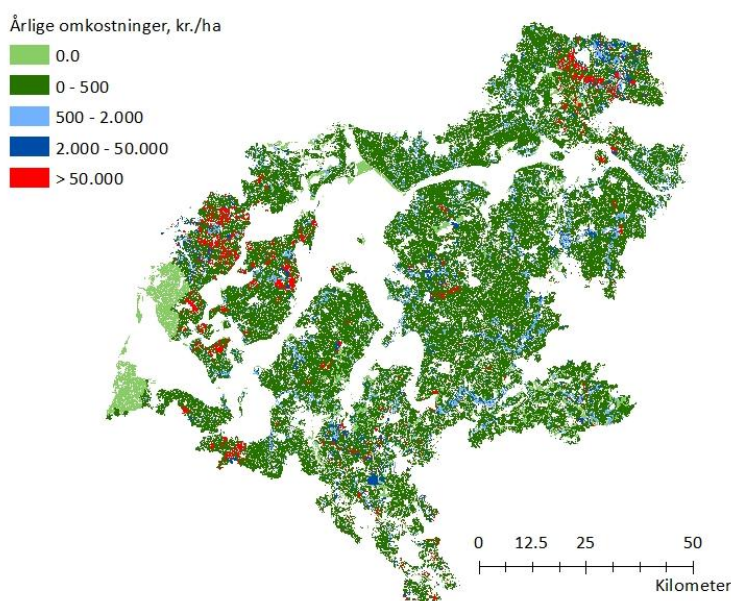 Årlige omkostninger, kr./ha
0.0
0 - 500
500 - 2.000
2.000 - 50.000
> 50.000
0 12.5 25 50
Kilometer